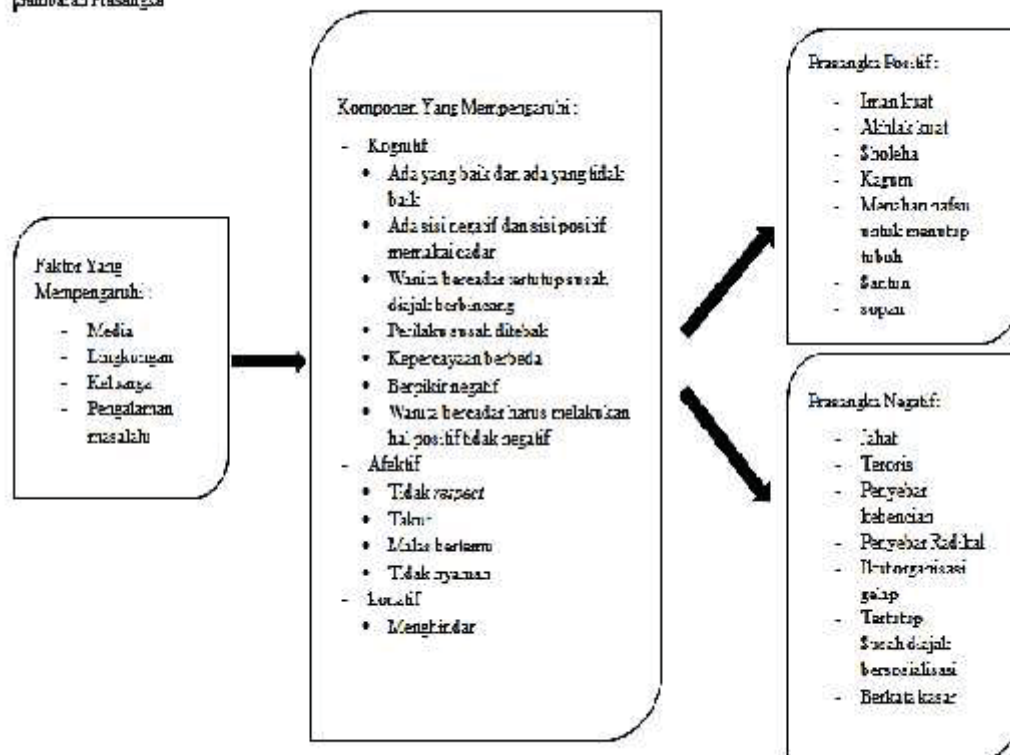 Gambaran Prasangka
Faktor Yang
Mempengaruhi :
- Media
- Lingkungan
- Keluarga
- Pengalaman
masalalu
Komponen Yang Mempengaruhi :
- Kognitif
• Ada yang baik dan ada yang tidak
baik
• Ada sisi negatif dan sisi positif
memakai cadar
• Wanita bercadar tertutup susah
diajak berbincang
• Perilaku susah ditebak
• Kepercayaan berbeda
• Berpikir negatif
• Wanita bercadar harus melakukan
hal positif tidak negatif
- Afektif
• Tidak respect
• Takut
• Malas bertemu
• Tidak nyaman
- konatif
• Menghindar
Prasangka Positif :
- Iman kuat
- Akhlak kuat
- Sholeha
- Kagum
- Menahan nafsu
untuk menutup
tubuh
- Santun
- sopan
Prasangka Negatif :
- Jahat
- Teroris
- Penyebar
kebencian
- Penyebar Radikal
- Ikut organisasi
gelap
- Tertutup
Susah diajak
bersosialisasi
- Berkata kasar